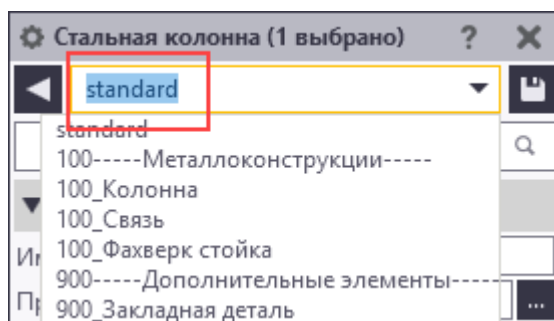 Стальная колонна (1 выбрано) ?
standard
standard
100-----Металлоконструкции-----
100_Колонна
100_Связь
100_Фахверк стойка
900-----Дополнительные элементы-----
900_Закладная деталь
...